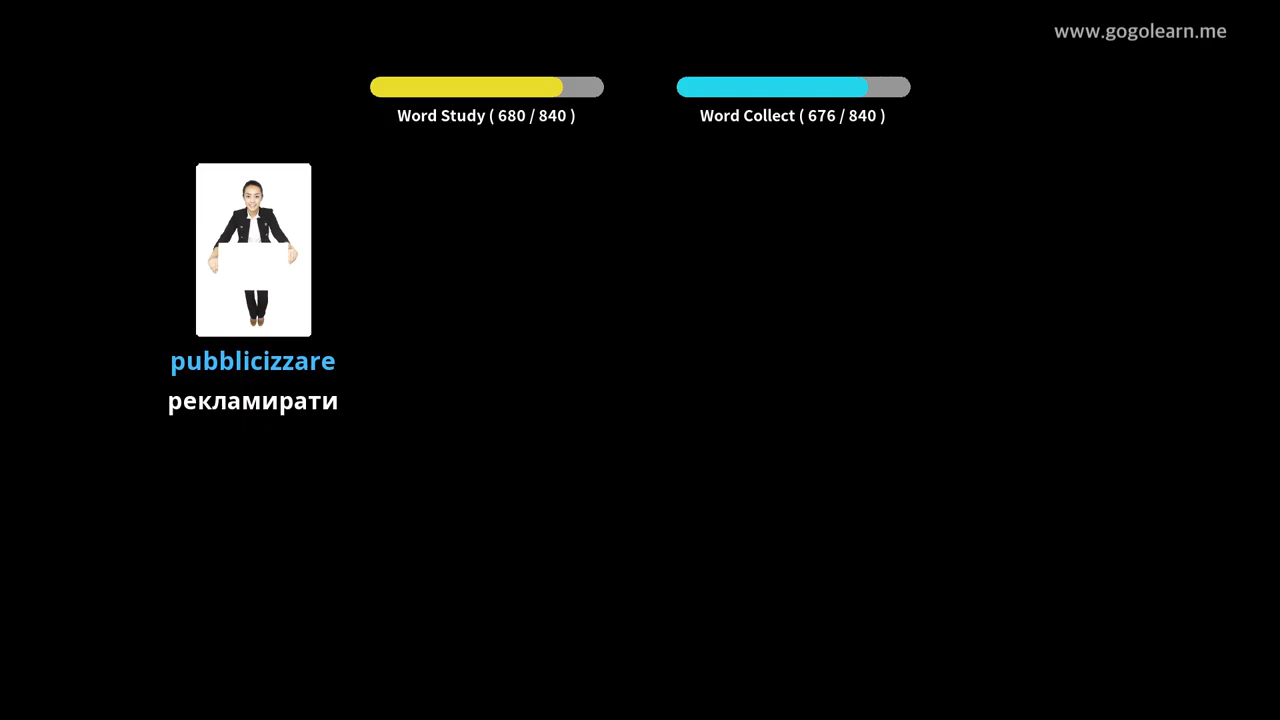 www.gogolearn.me
Word Study ( 680 / 840 )
Word Collect ( 676 / 840 )
pubblicizzare
рекламирати